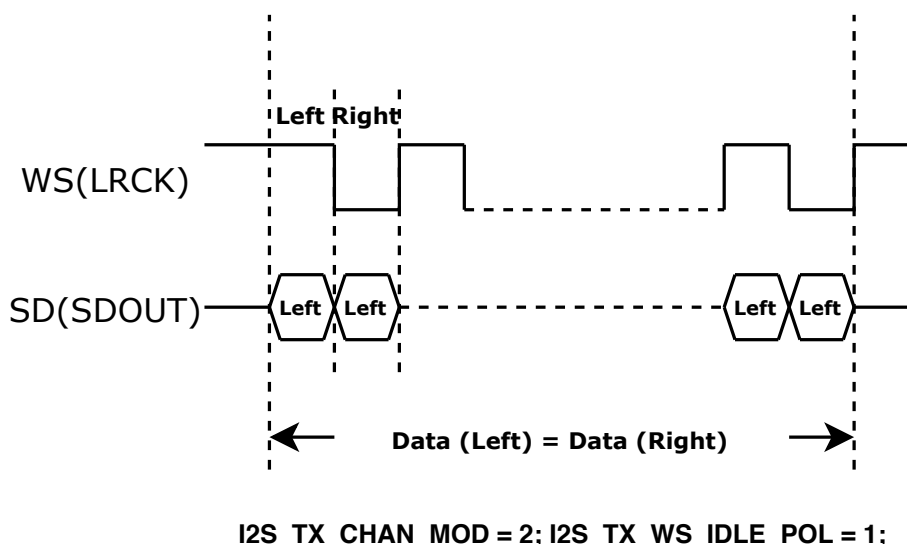 Left Right
WS(LRCK)
SD(SDOUT) Left Left Left Left
Data (Left) = Data (Right)
I2S_TX_CHAN_MOD = 2; I2S_TX_WS_IDLE_POL = 1;